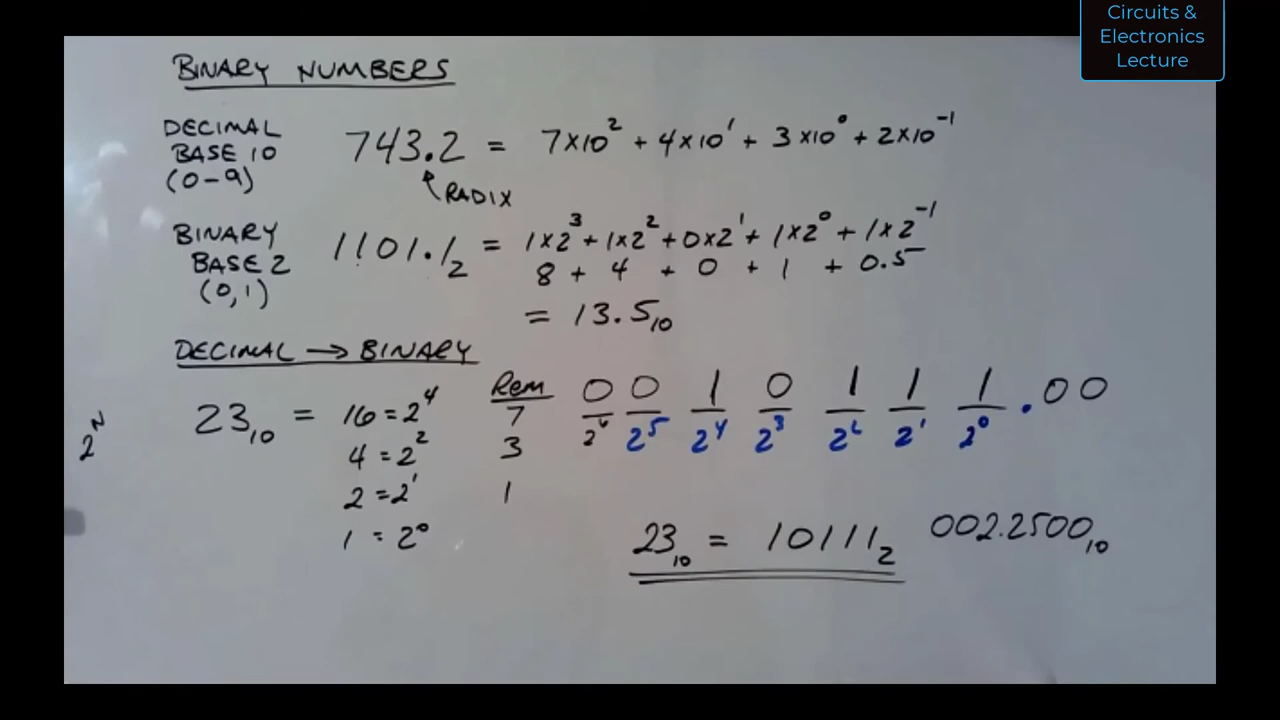 Circuits &
Electronics
Lecture
BINARY NUMBERS
DECIMAL
BASE 10
(0-9)
743.2 = 7×10² + 4×10¹ + 3×10⁰ + 2×10⁻¹
RADIX
BINARY
BASE 2
(0,1)
1101.1₂ = 1×2³ + 1×2² + 0×2¹ + 1×2⁰ + 1×2⁻¹
8 + 4 + 0 + 1 + 0.5
= 13.5₁₀
DECIMAL → BINARY
23₁₀ = 16 = 2⁴
4 = 2²
2 = 2¹
1 = 2⁰
Rem
7
3
1
0 0 1 0 1 1 1 . 0 0
2⁶ 2⁵ 2⁴ 2³ 2² 2¹ 2⁰
2ᴺ
23₁₀ = 10111₂
002.2500₁₀